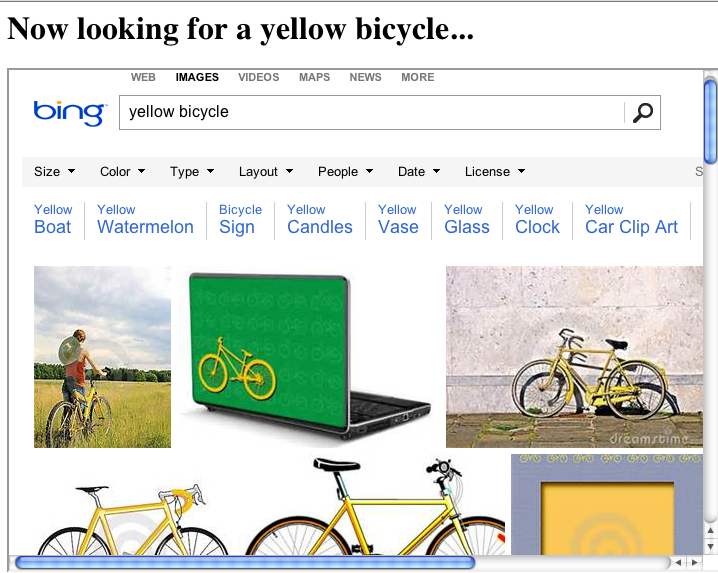 Now looking for a yellow bicycle...
WEB IMAGES VIDEOS MAPS NEWS MORE
bing
yellow bicycle
Size Color Type Layout People Date License S
Yellow Yellow Bicycle Yellow Yellow Yellow Yellow Yellow
Boat Watermelon Sign Candles Vase Glass Clock Car Clip Art
dreamstime